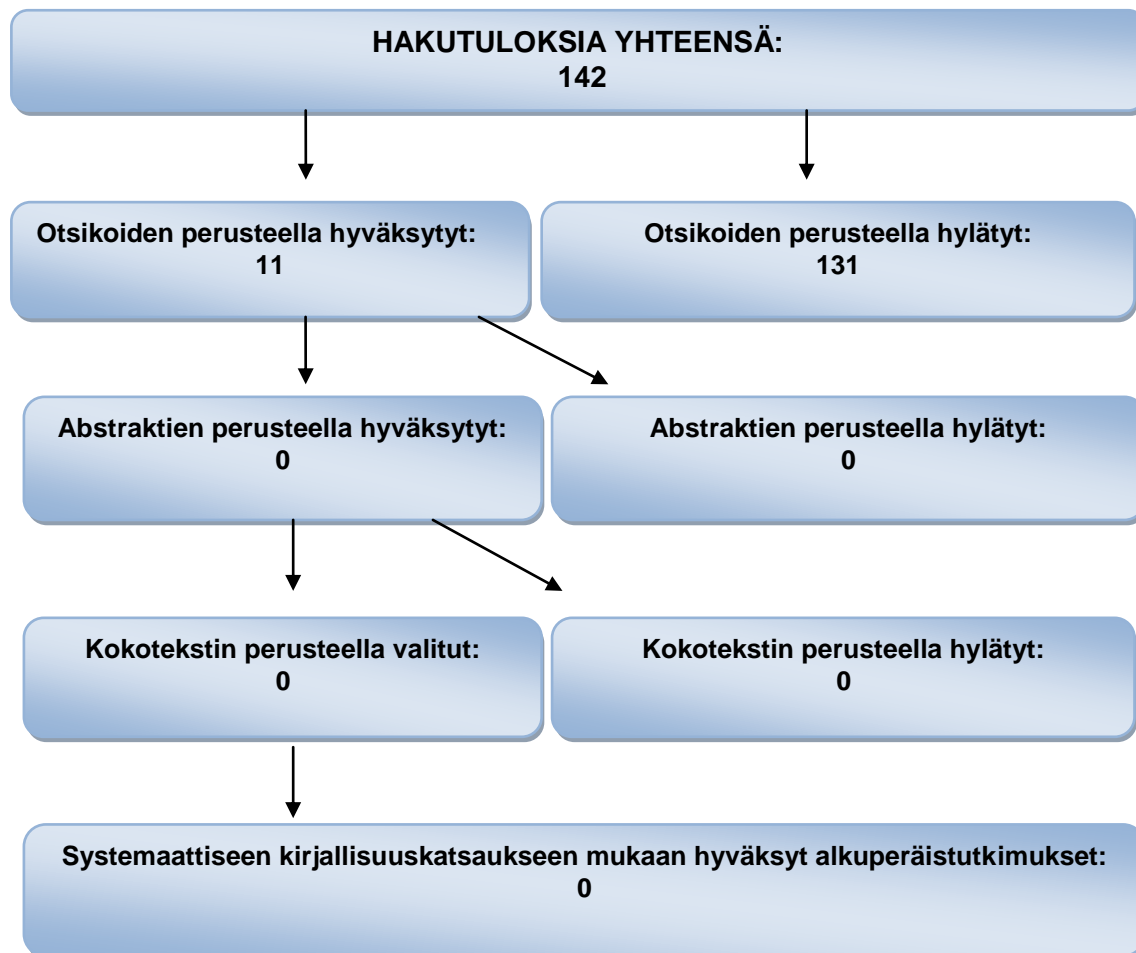 HAKUTULOKSIA YHTEENSÄ:
142
Otsikoiden perusteella hyväksytyt:
11
Otsikoiden perusteella hylätyt:
131
Abstraktien perusteella hyväksytyt:
0
Abstraktien perusteella hylätyt:
0
Kokotekstin perusteella valitut:
0
Kokotekstin perusteella hylätyt:
0
Systemaattiseen kirjallisuuskatsaukseen mukaan hyväksyt alkuperäistutkimukset:
0